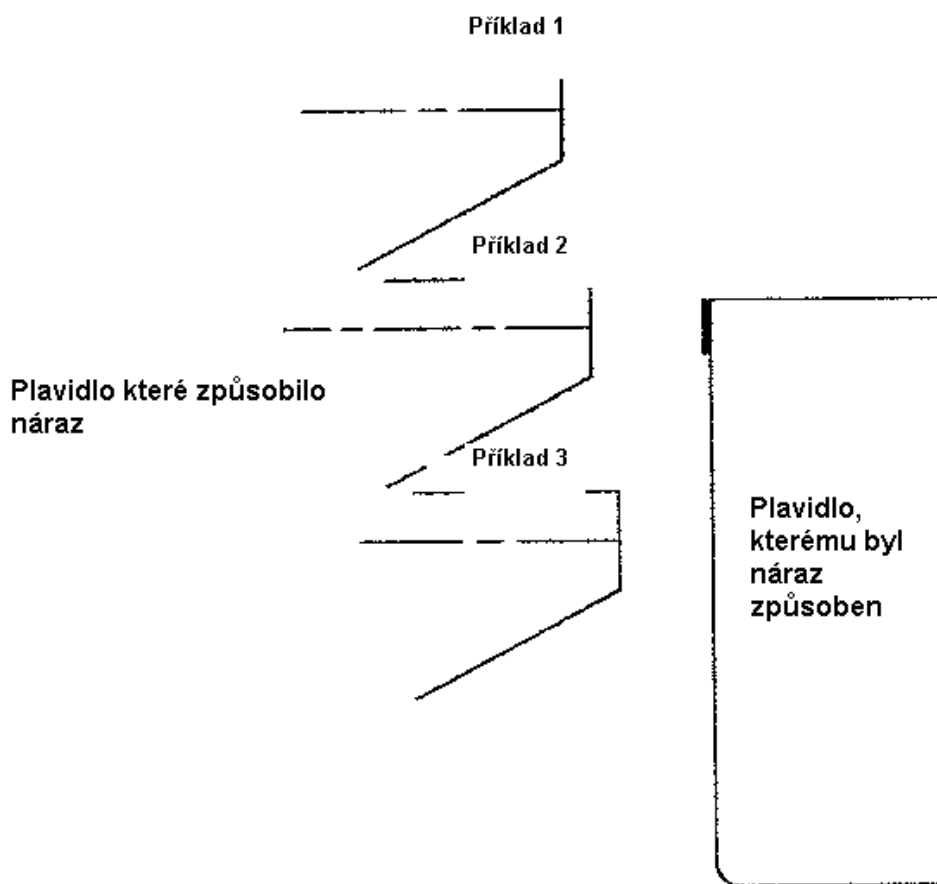 Příklad 1
Příklad 2
Plavidlo které způsobilo
náraz
Příklad 3
Plavidlo,
kterému byl
náraz
způsoben